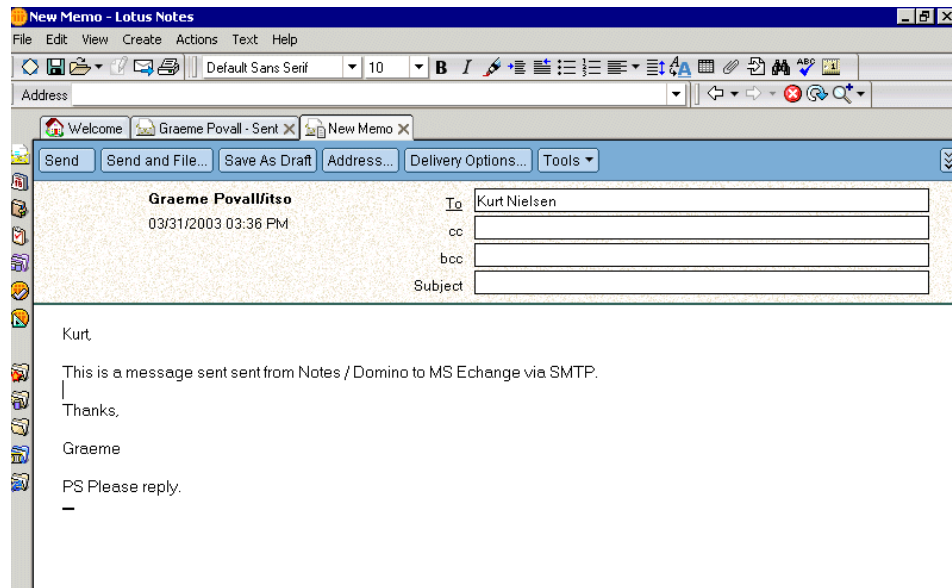 New Memo - Lotus Notes
File Edit View Create Actions Text Help
Default Sans Serif 10 B I
Address
Welcome Graeme Povall - Sent New Memo
Send Send and File... Save As Draft Address... Delivery Options... Tools
Graeme Povall/itso To Kurt Nielsen
03/31/2003 03:36 PM cc
bcc
Subject
Kurt,
This is a message sent sent from Notes / Domino to MS Echange via SMTP.
Thanks,
Graeme
PS Please reply.